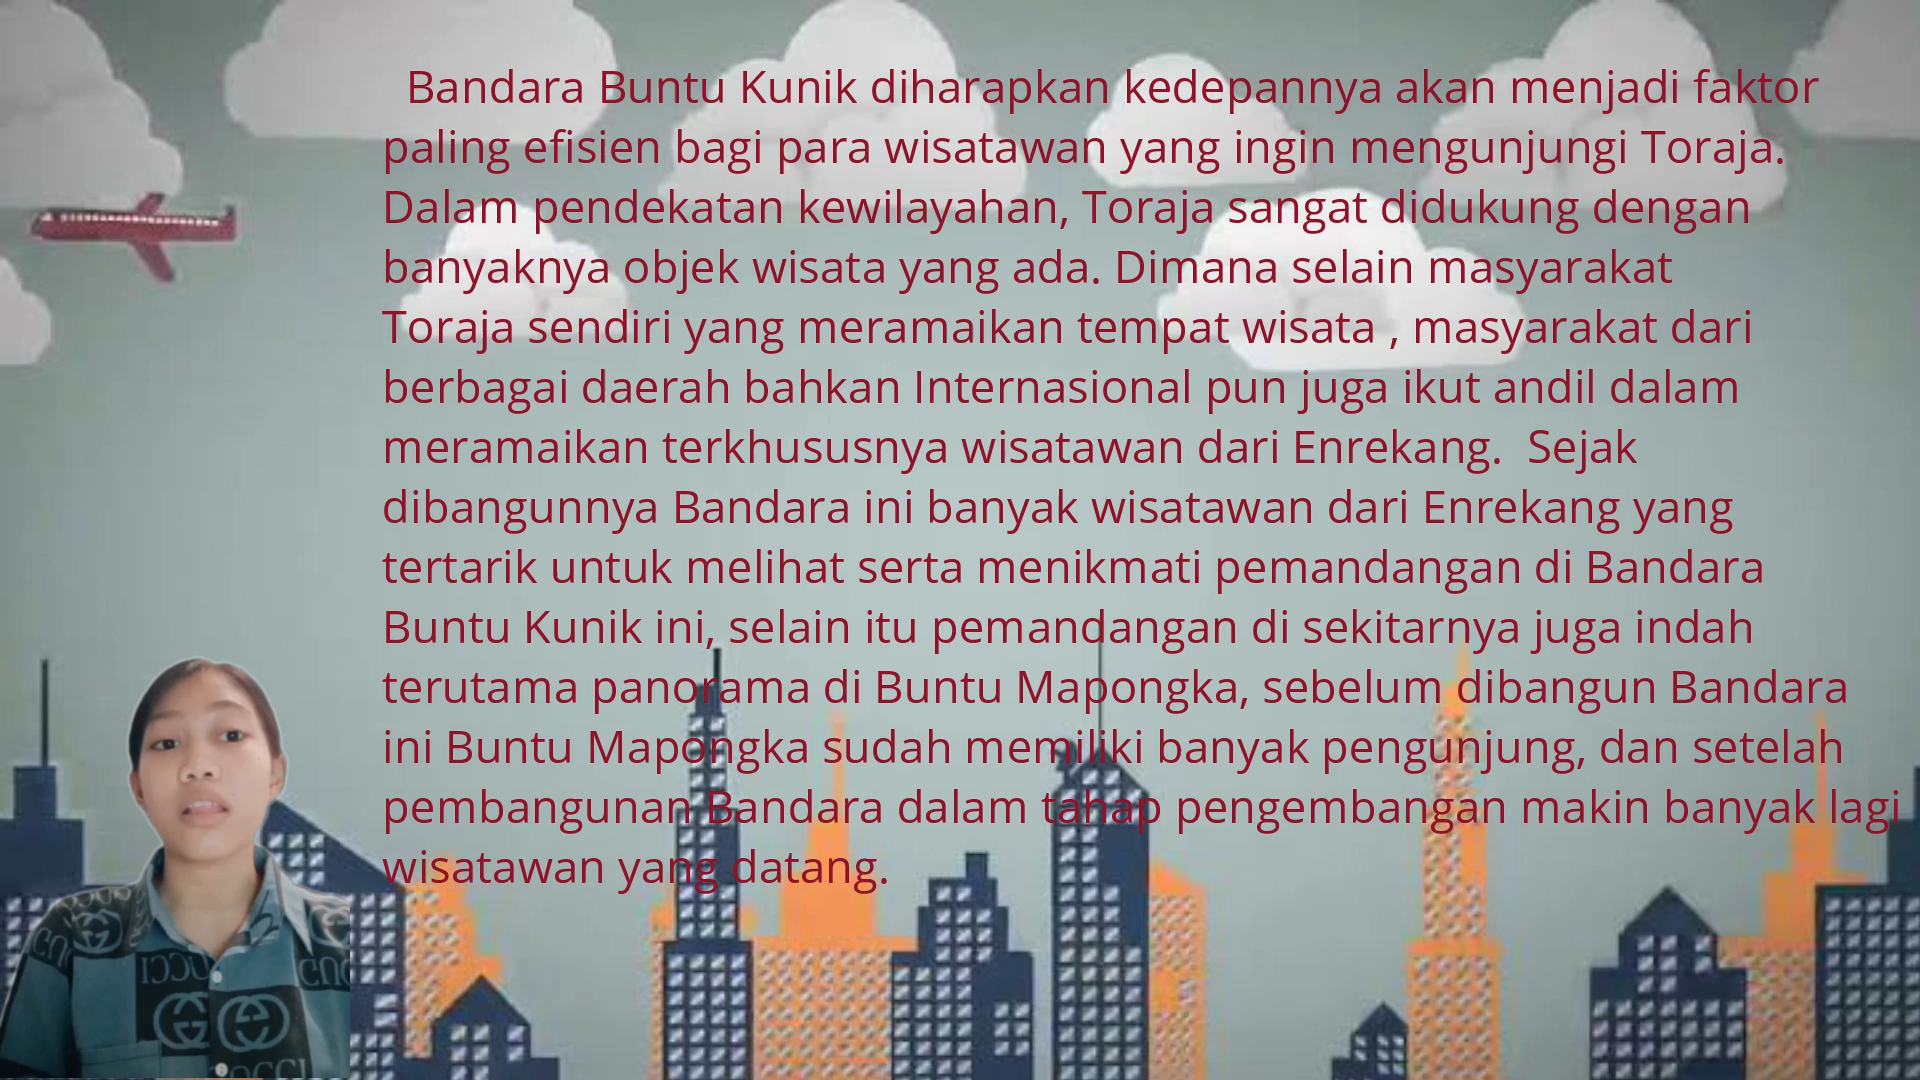 Bandara Buntu Kunik diharapkan kedepannya akan menjadi faktor
paling efisien bagi para wisatawan yang ingin mengunjungi Toraja.
Dalam pendekatan kewilayahan, Toraja sangat didukung dengan
banyaknya objek wisata yang ada. Dimana selain masyarakat
Toraja sendiri yang meramaikan tempat wisata , masyarakat dari
berbagai daerah bahkan Internasional pun juga ikut andil dalam
meramaikan terkhususnya wisatawan dari Enrekang.  Sejak
dibangunnya Bandara ini banyak wisatawan dari Enrekang yang
tertarik untuk melihat serta menikmati pemandangan di Bandara
Buntu Kunik ini, selain itu pemandangan di sekitarnya juga indah
terutama panorama di Buntu Mapongka, sebelum dibangun Bandara
ini Buntu Mapongka sudah memiliki banyak pengunjung, dan setelah
pembangunan Bandara dalam tahap pengembangan makin banyak lagi
wisatawan yang datang.